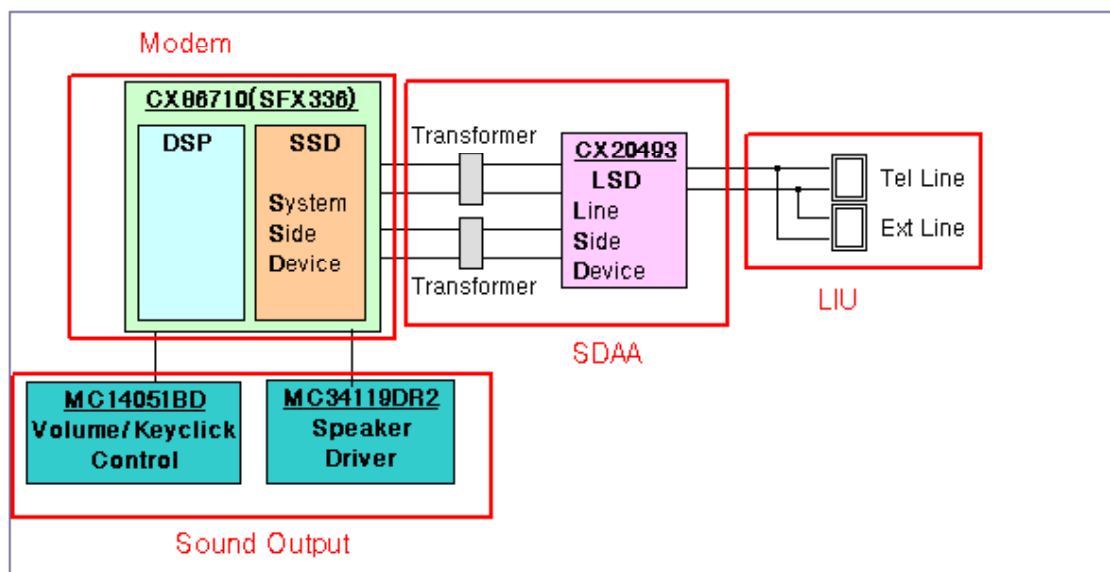 Modem
CX86710(SFX336)
DSP
SSD
System
Side
Device
Transformer
Transformer
CX20493
LSD
Line
Side
Device
SDAA
Tel Line
Ext Line
LIU
MC14051BD
Volume/Keyclick
Control
MC34119DR2
Speaker
Driver
Sound Output